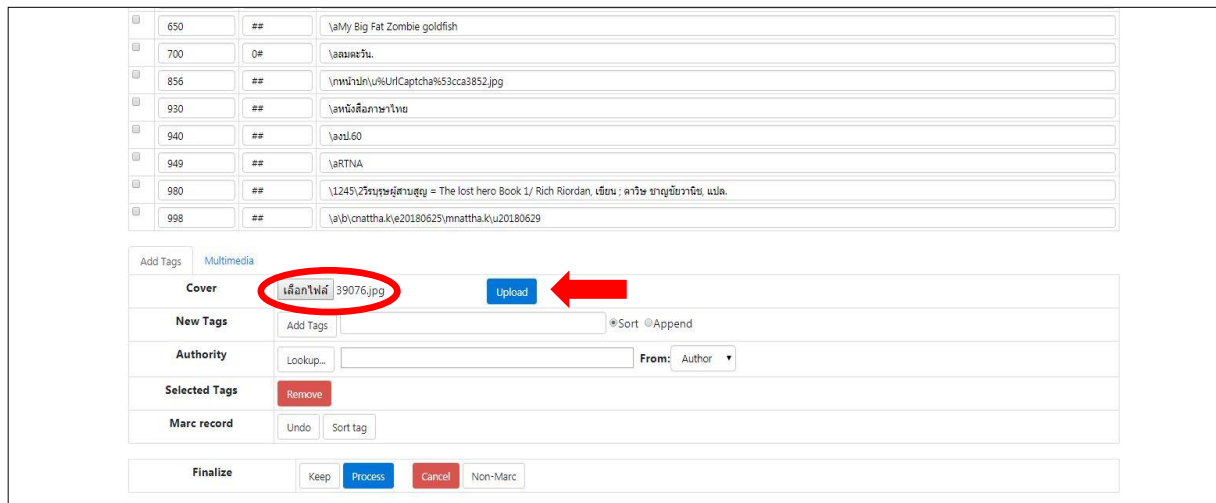 650 ## \aMy Big Fat Zombie goldfish
700 0# \aลมตะวัน.
856 ## \nหน้าปก\u%UrlCaptcha%53cca3852.jpg
930 ## \aหนังสือภาษาไทย
940 ## \aงป.60
949 ## \aRTNA
980 ## \1245\2วีรบุรุษผู้สาบสูญ = The lost hero Book 1/ Rich Riordan, เขียน ; ดาวิษ ชาญชัยวานิช, แปล.
998 ## \a\b\cnattha.k\e20180625\mnattha.k\u20180629
Add Tags Multimedia
Cover เลือกไฟล์ 39076.jpg Upload
New Tags Add Tags Sort Append
Authority Lookup... From: Author
Selected Tags Remove
Marc record Undo Sort tag
Finalize Keep Process Cancel Non-Marc